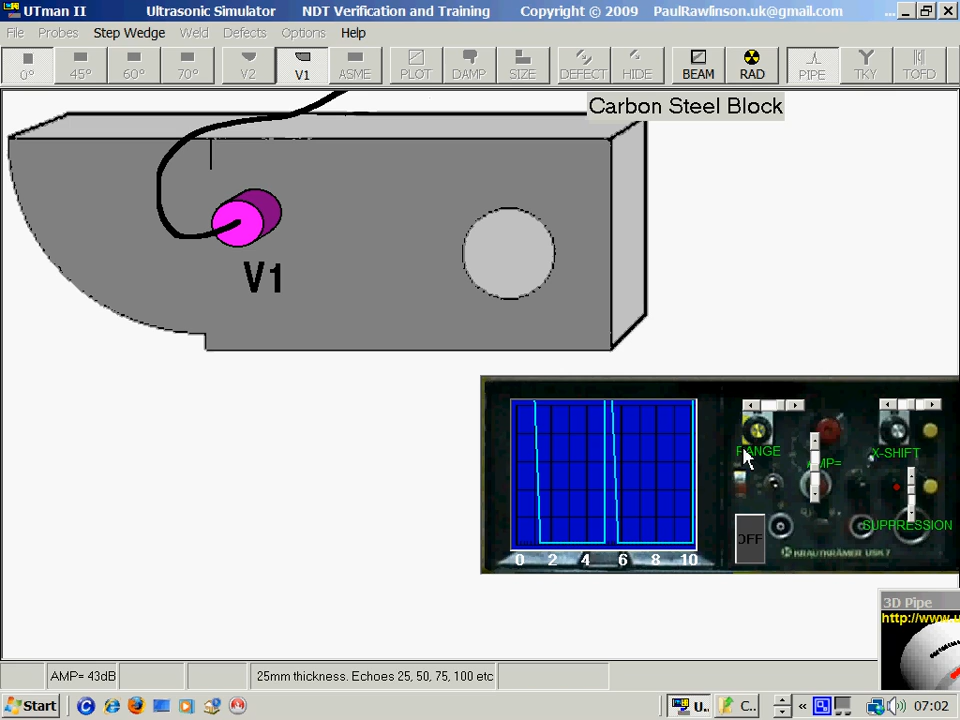 UTman II Ultrasonic Simulator NDT Verification and Training Copyright © 2009 PaulRawlinson.uk@gmail.com ...
File Probes Step Wedge Weld Defects Options Help
0° 45° 60° 70° V2 V1 ASME PLOT DAMP SIZE DEFECT HIDE BEAM RAD PIPE TKY TOFD
Carbon Steel Block
V1
RANGE
AMP=
X-SHIFT
SUPPRESSION
OFF
KRAUTKRÄMER USK7
0 2 4 6 8 10
3D Pipe
http://www.u
AMP= 43dB
25mm thickness. Echoes 25, 50, 75, 100 etc
Start
U..
C..
«
07:02